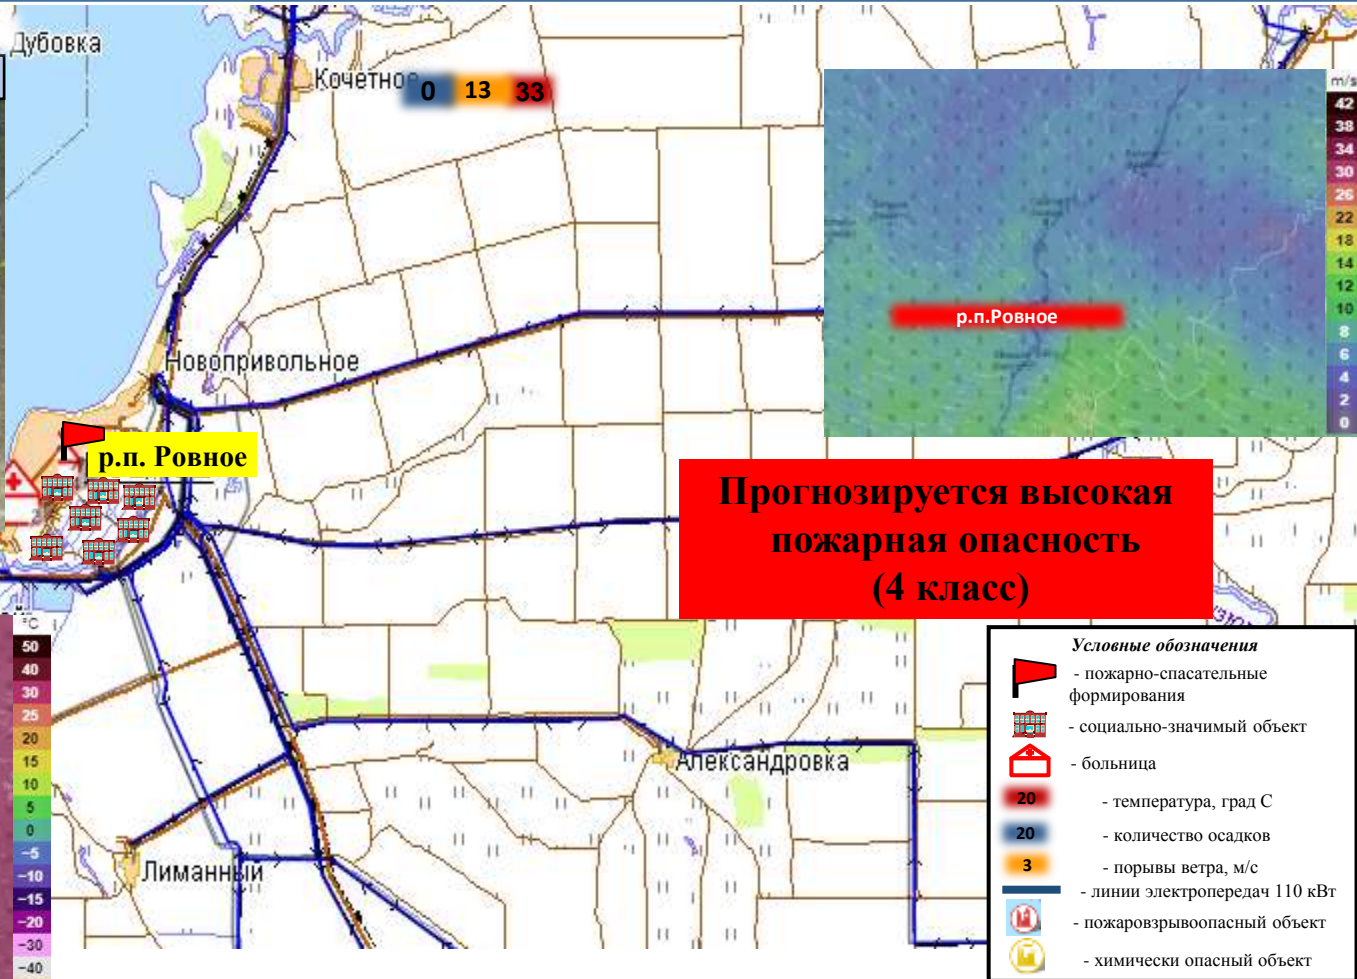 Дубовка
Кочетно
0 13 33
m/s
42
38
34
30
26
22
18
14
12
10
8
6
4
2
0
р.п.Ровное
Новопривольное
р.п. Ровное
Прогнозируется высокая
пожарная опасность
(4 класс)
°C
50
40
30
25
20
15
10
5
0
−5
−10
−15
−20
−30
−40
Александровка
Лиманный
Условные обозначения
- пожарно-спасательные
формирования
- социально-значимый объект
- больница
20 - температура, град С
20 - количество осадков
3 - порывы ветра, м/с
- линии электропередач 110 кВт
- пожаровзрывоопасный объект
- химически опасный объект